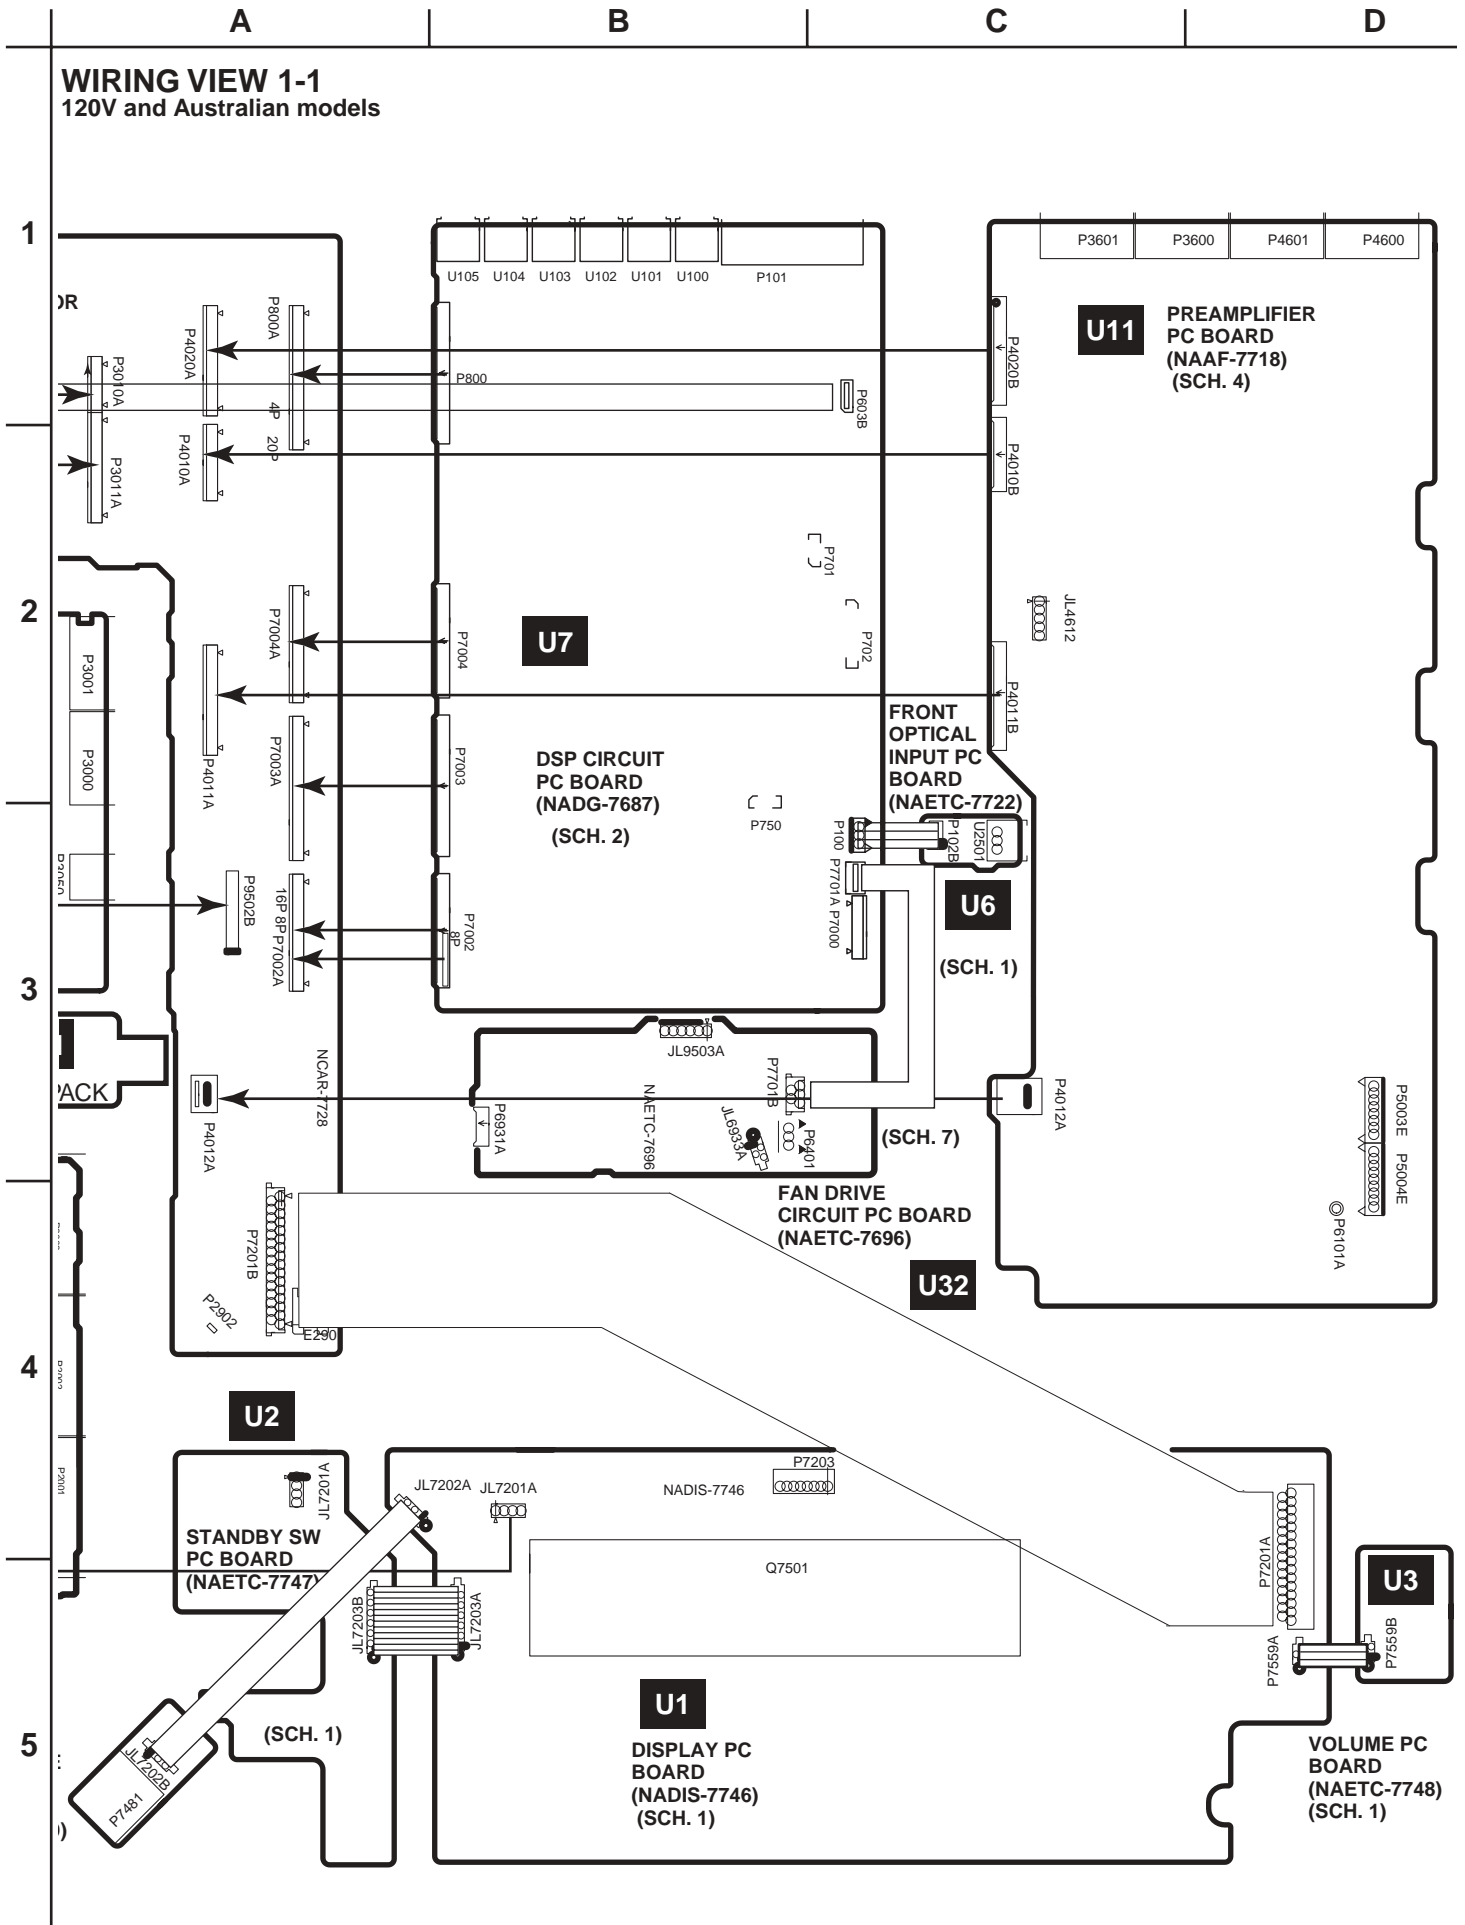 A
B
C
D
WIRING VIEW 1-1
120V and Australian models
1
2
3
4
5
U105
U104
U103
U102
U101
U100
P101
P3601
P3600
P4601
P4600
OR
P3010A
P4020A
P800A
4P
20P
P3011A
P4010A
P800
P603B
P4020B
P4010B
U11
PREAMPLIFIER
PC BOARD
(NAAF-7718)
(SCH. 4)
P701
P702
JL4612
P3001
P3000
P7004A
P7004
P4011A
P7003A
P7003
U7
DSP CIRCUIT
PC BOARD
(NADG-7687)
(SCH. 2)
P4011B
FRONT
OPTICAL
INPUT PC
BOARD
(NAETC-7722)
P750
P100
P102B
U2501
P3050
P9502B
16P 8P
P7002A
P7002
8P
P7701A
P7000
U6
(SCH. 1)
PACK
NCAR-7728
JL9503A
P4012A
P6931A
NAETC-7696
P7701B
JL6933A
P6401
(SCH. 7)
P4012A
P5003E
P5004E
P6101A
FAN DRIVE
CIRCUIT PC BOARD
(NAETC-7696)
U32
P7201B
P2902
E290
P2001
U2
JL7201A
STANDBY SW
PC BOARD
(NAETC-7747)
JL7202A
JL7201A
NADIS-7746
P7203
Q7501
P7201A
U3
JL7203B
JL7203A
P7559A
P7559B
U1
DISPLAY PC
BOARD
(NADIS-7746)
(SCH. 1)
(SCH. 1)
JL7202B
P7481
VOLUME PC
BOARD
(NAETC-7748)
(SCH. 1)